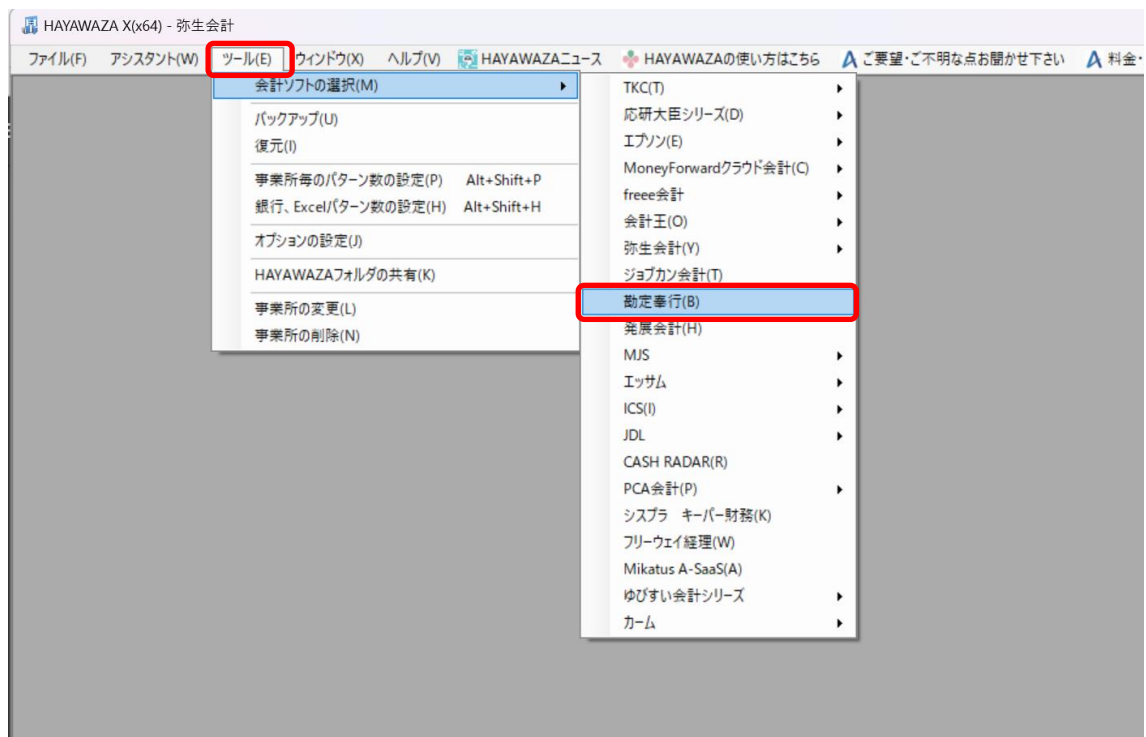 HAYAWAZA X(x64) - 弥生会計
ファイル(F) アシスタント(W) ツール(E) ウィンドウ(X) ヘルプ(V) HAYAWAZAニュース HAYAWAZAの使い方はこちら ご要望・ご不明な点お聞かせ下さい 料金・
会計ソフトの選択(M)
バックアップ(U)
復元(I)
事業所毎のパターン数の設定(P) Alt+Shift+P
銀行、Excelパターン数の設定(H) Alt+Shift+H
オプションの設定(J)
HAYAWAZAフォルダの共有(K)
事業所の変更(L)
事業所の削除(N)
TKC(T)
応研大臣シリーズ(D)
エプソン(E)
MoneyForwardクラウド会計(C)
freee会計
会計王(O)
弥生会計(Y)
ジョブカン会計(T)
勘定奉行(B)
発展会計(H)
MJS
エッサム
ICS(I)
JDL
CASH RADAR(R)
PCA会計(P)
シスプラ　キーパー財務(K)
フリーウェイ経理(W)
Mikatus A-SaaS(A)
ゆびすい会計シリーズ
カーム